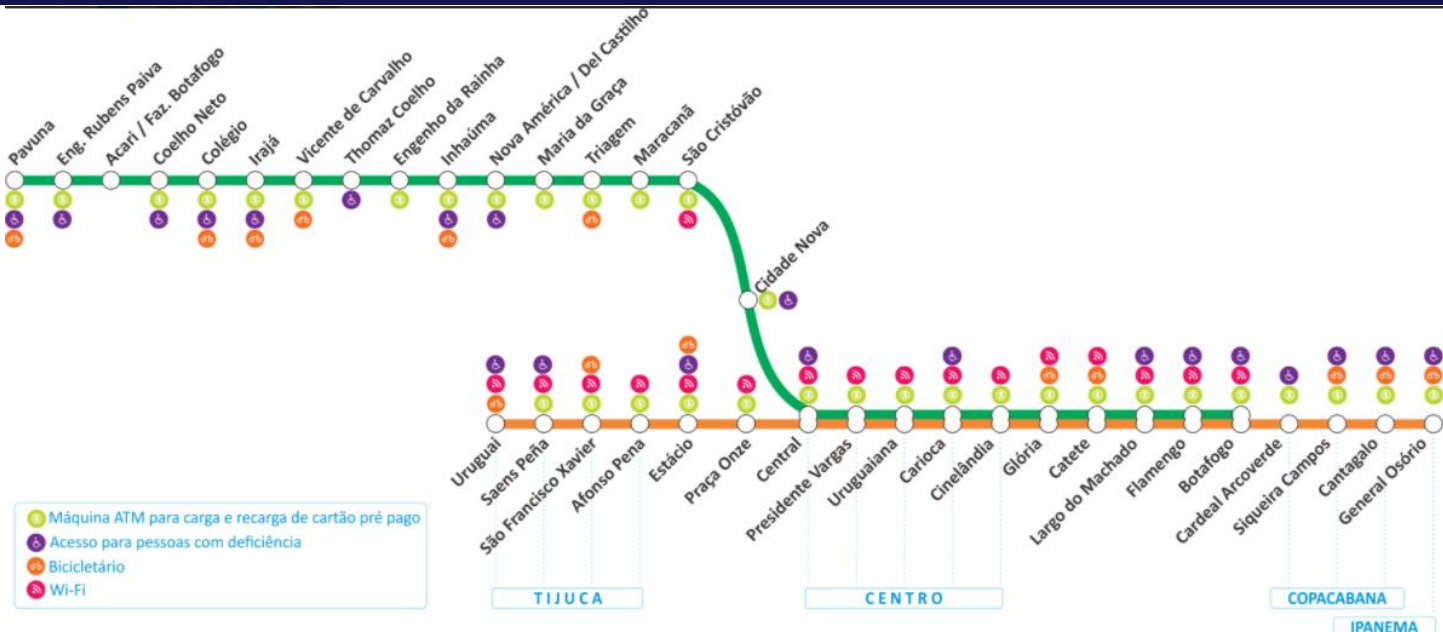 Pavuna
Eng. Rubens Paiva
Acari / Faz. Botafogo
Coelho Neto
Colégio
Irajá
Vicente de Carvalho
Thomaz Coelho
Engenho da Rainha
Inhaúma
Nova América / Del Castilho
Maria da Graça
Triagem
Maracanã
São Cristóvão
Cidade Nova
Uruguai
Saens Peña
São Francisco Xavier
Afonso Pena
Estácio
Praça Onze
Central
Presidente Vargas
Uruguaiana
Carioca
Cinelândia
Glória
Catete
Largo do Machado
Flamengo
Botafogo
Cardeal Arcoverde
Siqueira Campos
Cantagalo
General Osório
Máquina ATM para carga e recarga de cartão pré pago
Acesso para pessoas com deficiência
Bicicletário
Wi-Fi
TIJUCA
CENTRO
COPACABANA
IPANEMA